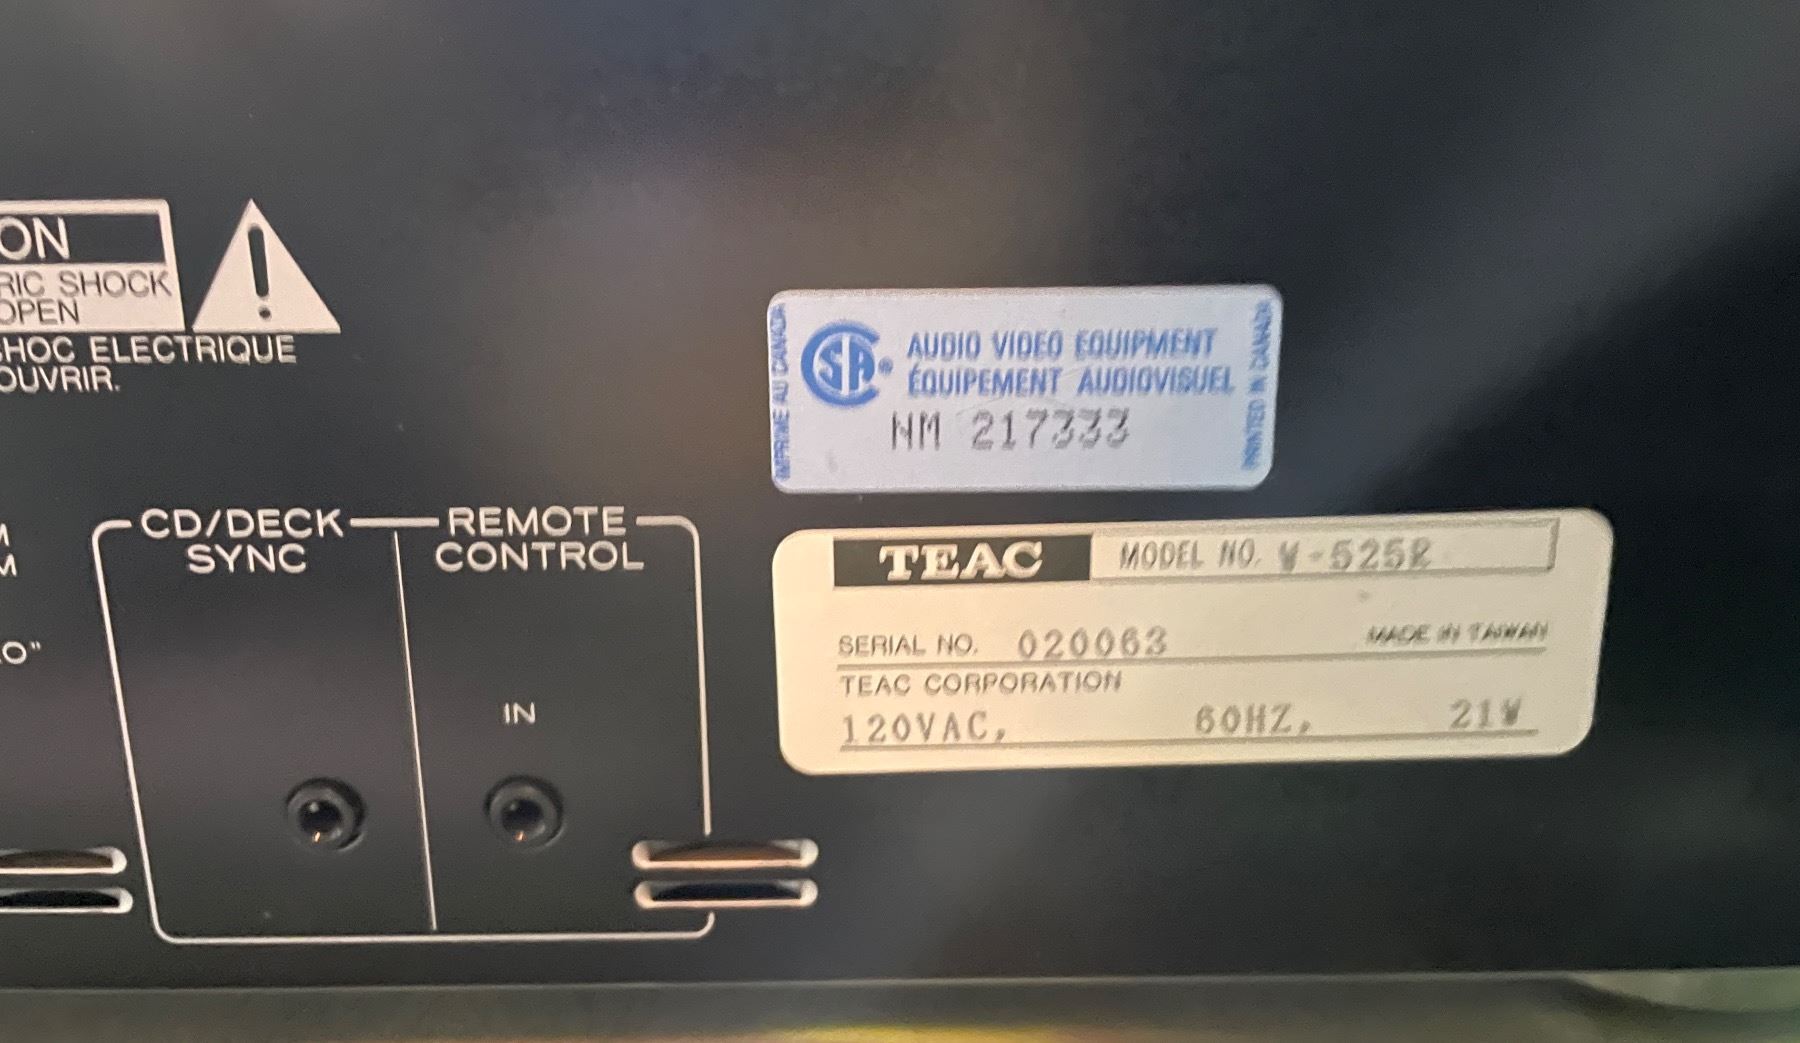 ON
RIC SHOCK
OPEN
HOC ELECTRIQUE
OUVRIR.
CSA® AUDIO VIDEO EQUIPMENT
ÉQUIPEMENT AUDIOVISUEL
NM 217333
IMPRIMÉ AU CANADA
PRINTED IN CANADA
M
M
O"
CD/DECK
SYNC
REMOTE
CONTROL
IN
TEAC MODEL NO. V-525R
SERIAL NO. 020063 MADE IN TAIWAN
TEAC CORPORATION
120VAC, 60HZ, 21W